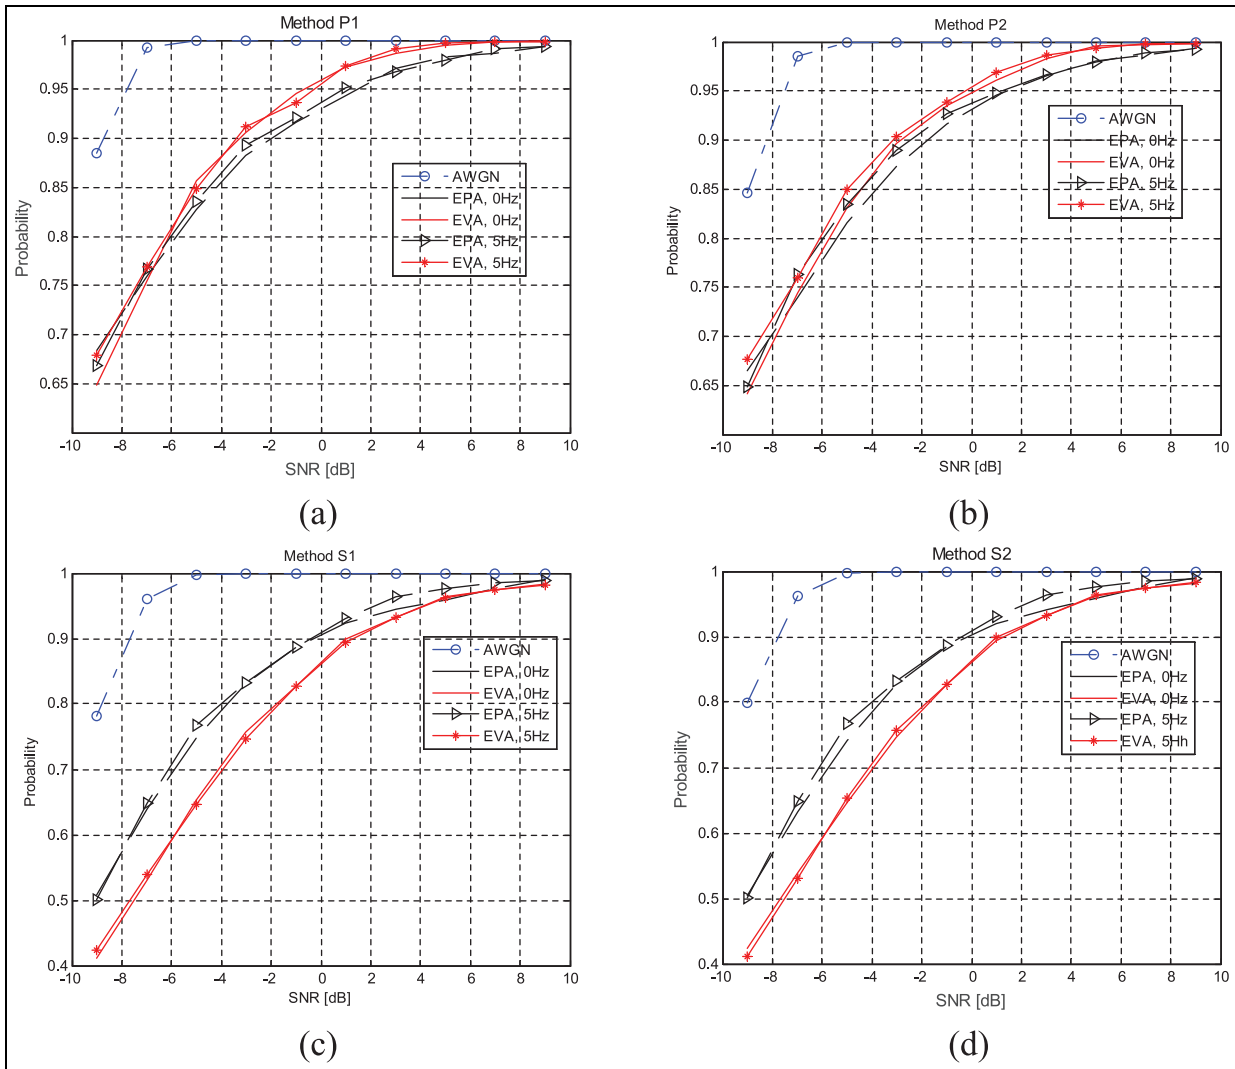 Method P1
1
0.95
0.9
0.85
0.8
0.75
0.7
0.65
Probability
AWGN
EPA, 0Hz
EVA, 0Hz
EPA, 5Hz
EVA, 5Hz
-10 -8 -6 -4 -2 0 2 4 6 8 10
SNR [dB]
(a)
Method P2
1
0.95
0.9
0.85
0.8
0.75
0.7
0.65
Probability
AWGN
EPA, 0Hz
EVA, 0Hz
EPA, 5Hz
EVA, 5Hz
-10 -8 -6 -4 -2 0 2 4 6 8 10
SNR [dB]
(b)
Method S1
1
0.9
0.8
0.7
0.6
0.5
0.4
Probability
AWGN
EPA, 0Hz
EVA, 0Hz
EPA, 5Hz
EVA, 5Hz
-10 -8 -6 -4 -2 0 2 4 6 8 10
SNR [dB]
(c)
Method S2
1
0.9
0.8
0.7
0.6
0.5
0.4
Probability
AWGN
EPA, 0Hz
EVA, 0Hz
EPA, 5Hz
EVA, 5Hh
-10 -8 -6 -4 -2 0 2 4 6 8 10
SNR [dB]
(d)